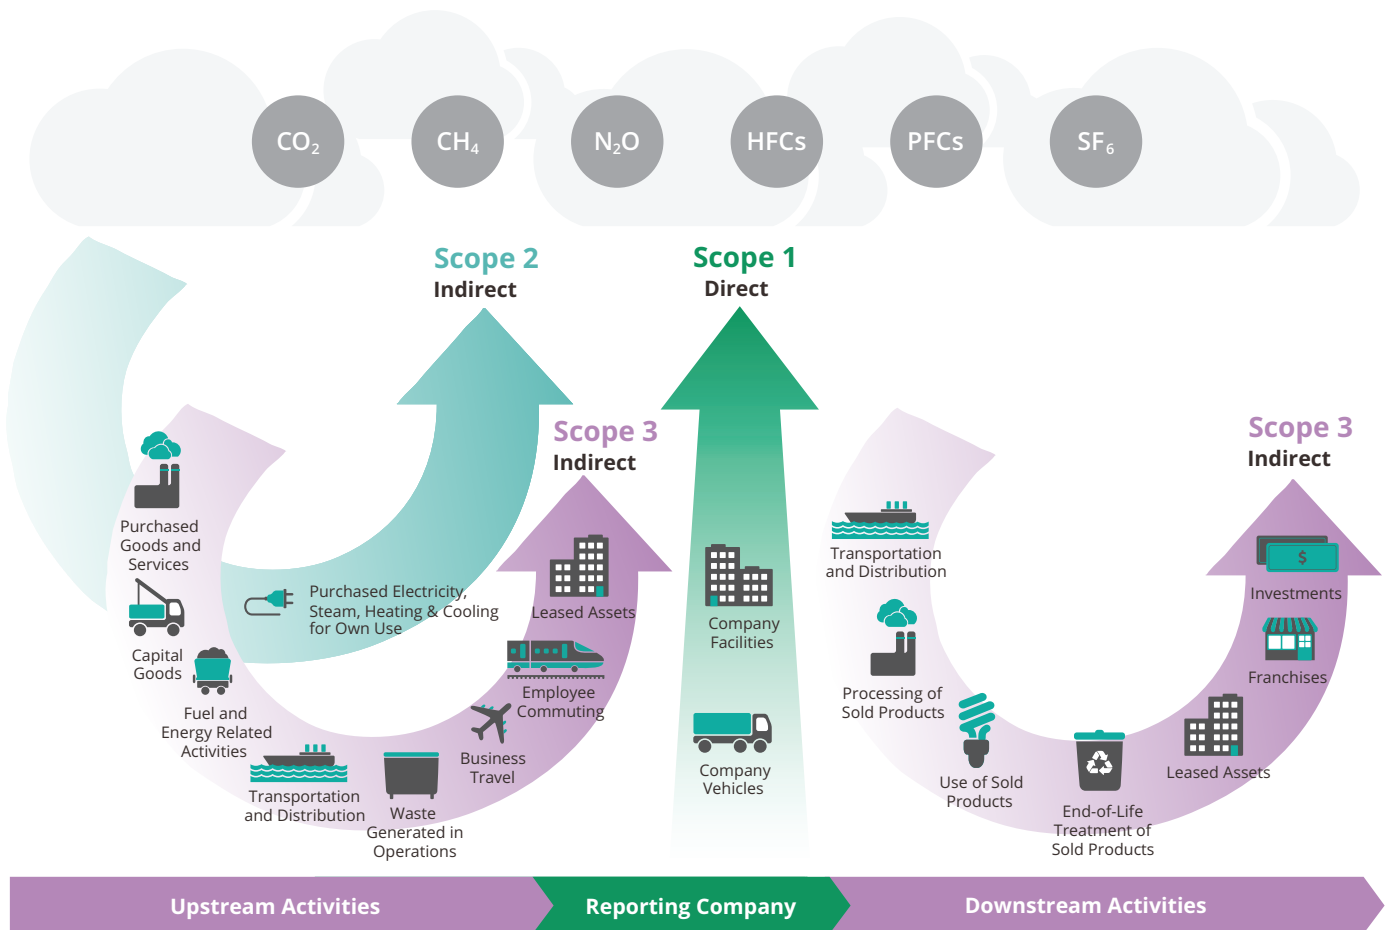 CO₂
CH₄
N₂O
HFCs
PFCs
SF₆
Scope 2
Indirect
Scope 1
Direct
Scope 3
Indirect
Scope 3
Indirect
Purchased
Goods and
Services
Capital
Goods
Fuel and
Energy Related
Activities
Transportation
and Distribution
Waste
Generated in
Operations
Business
Travel
Employee
Commuting
Leased Assets
Purchased Electricity,
Steam, Heating & Cooling
for Own Use
Company
Facilities
Company
Vehicles
Transportation
and Distribution
Processing of
Sold Products
Use of Sold
Products
End-of-Life
Treatment of
Sold Products
Leased Assets
Franchises
$
Investments
Upstream Activities
Reporting Company
Downstream Activities